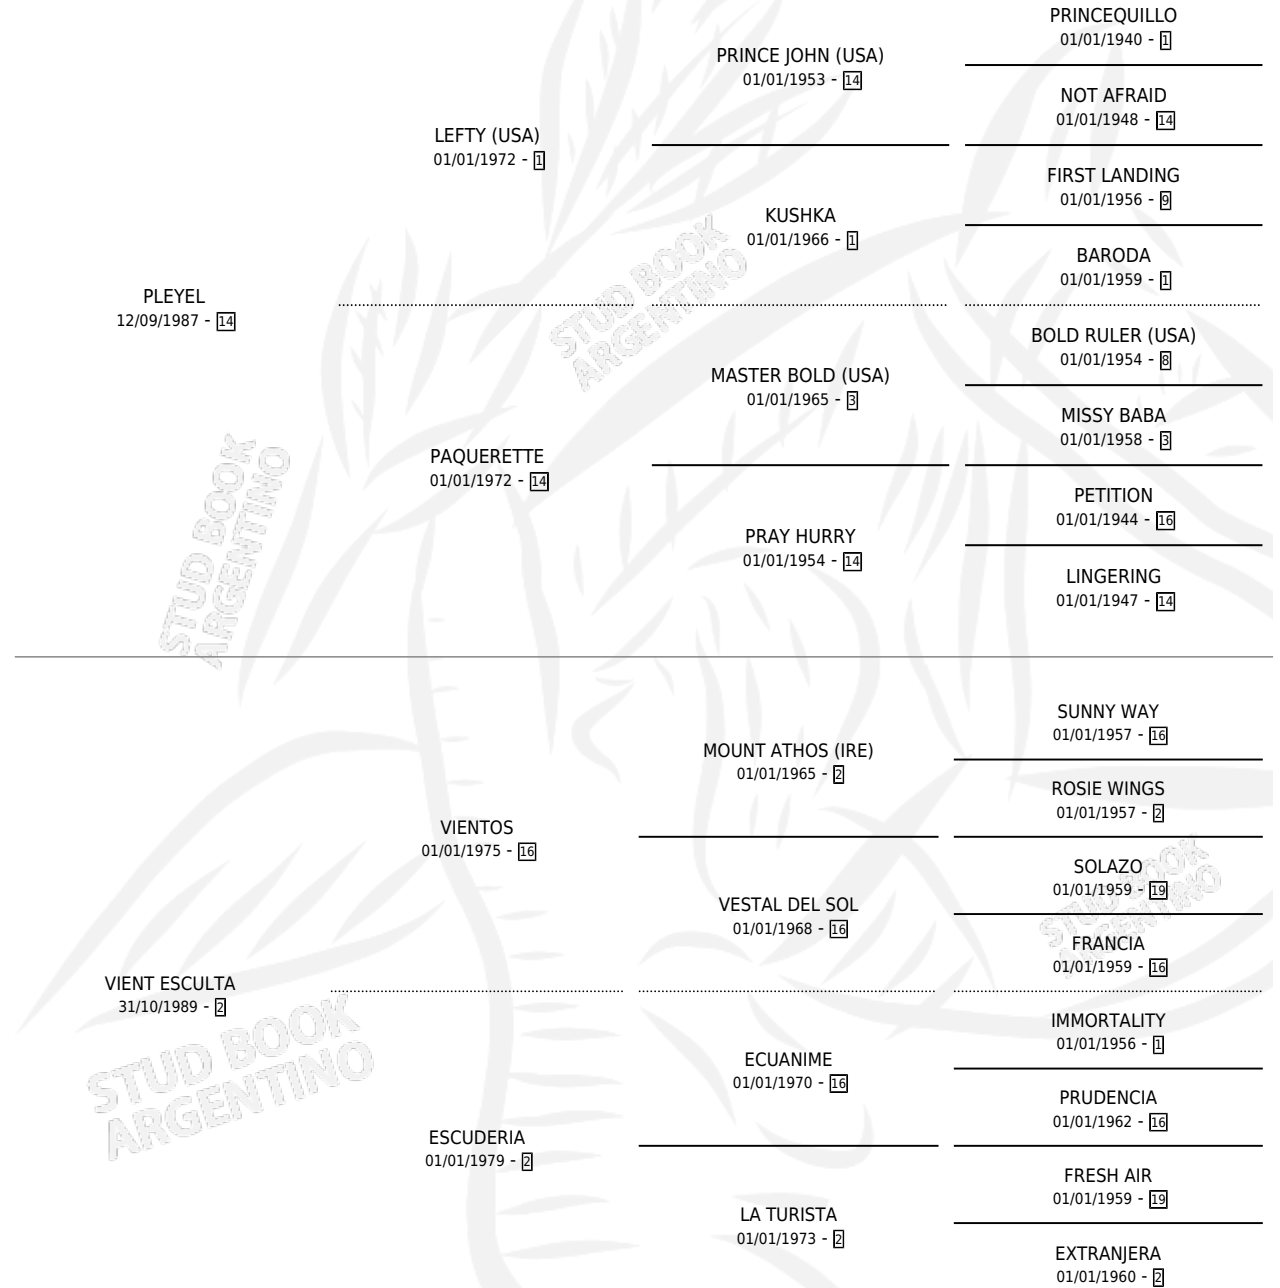 PRINCEQUILLO
01/01/1940 - 1
PRINCE JOHN (USA)
01/01/1953 - 14
NOT AFRAID
01/01/1948 - 14
LEFTY (USA)
01/01/1972 - 1
FIRST LANDING
01/01/1956 - 9
KUSHKA
01/01/1966 - 1
BARODA
01/01/1959 - 1
PLEYEL
12/09/1987 - 14
STUD BOOK
ARGENTINO
BOLD RULER (USA)
01/01/1954 - 8
MASTER BOLD (USA)
01/01/1965 - 3
MISSY BABA
01/01/1958 - 3
PAQUERETTE
01/01/1972 - 14
PETITION
01/01/1944 - 16
PRAY HURRY
01/01/1954 - 14
LINGERING
01/01/1947 - 14
STUD BOOK
ARGENTINO
SUNNY WAY
01/01/1957 - 16
MOUNT ATHOS (IRE)
01/01/1965 - 2
ROSIE WINGS
01/01/1957 - 2
VIENTOS
01/01/1975 - 16
SOLAZO
01/01/1959 - 19
VESTAL DEL SOL
01/01/1968 - 16
FRANCIA
01/01/1959 - 16
STUD BOOK
ARGENTINO
VIENT ESCULTA
31/10/1989 - 2
IMMORTALITY
01/01/1956 - 1
ECUANIME
01/01/1970 - 16
PRUDENCIA
01/01/1962 - 16
STUD BOOK
ARGENTINO
ESCUDERIA
01/01/1979 - 2
FRESH AIR
01/01/1959 - 19
LA TURISTA
01/01/1973 - 2
EXTRANJERA
01/01/1960 - 2